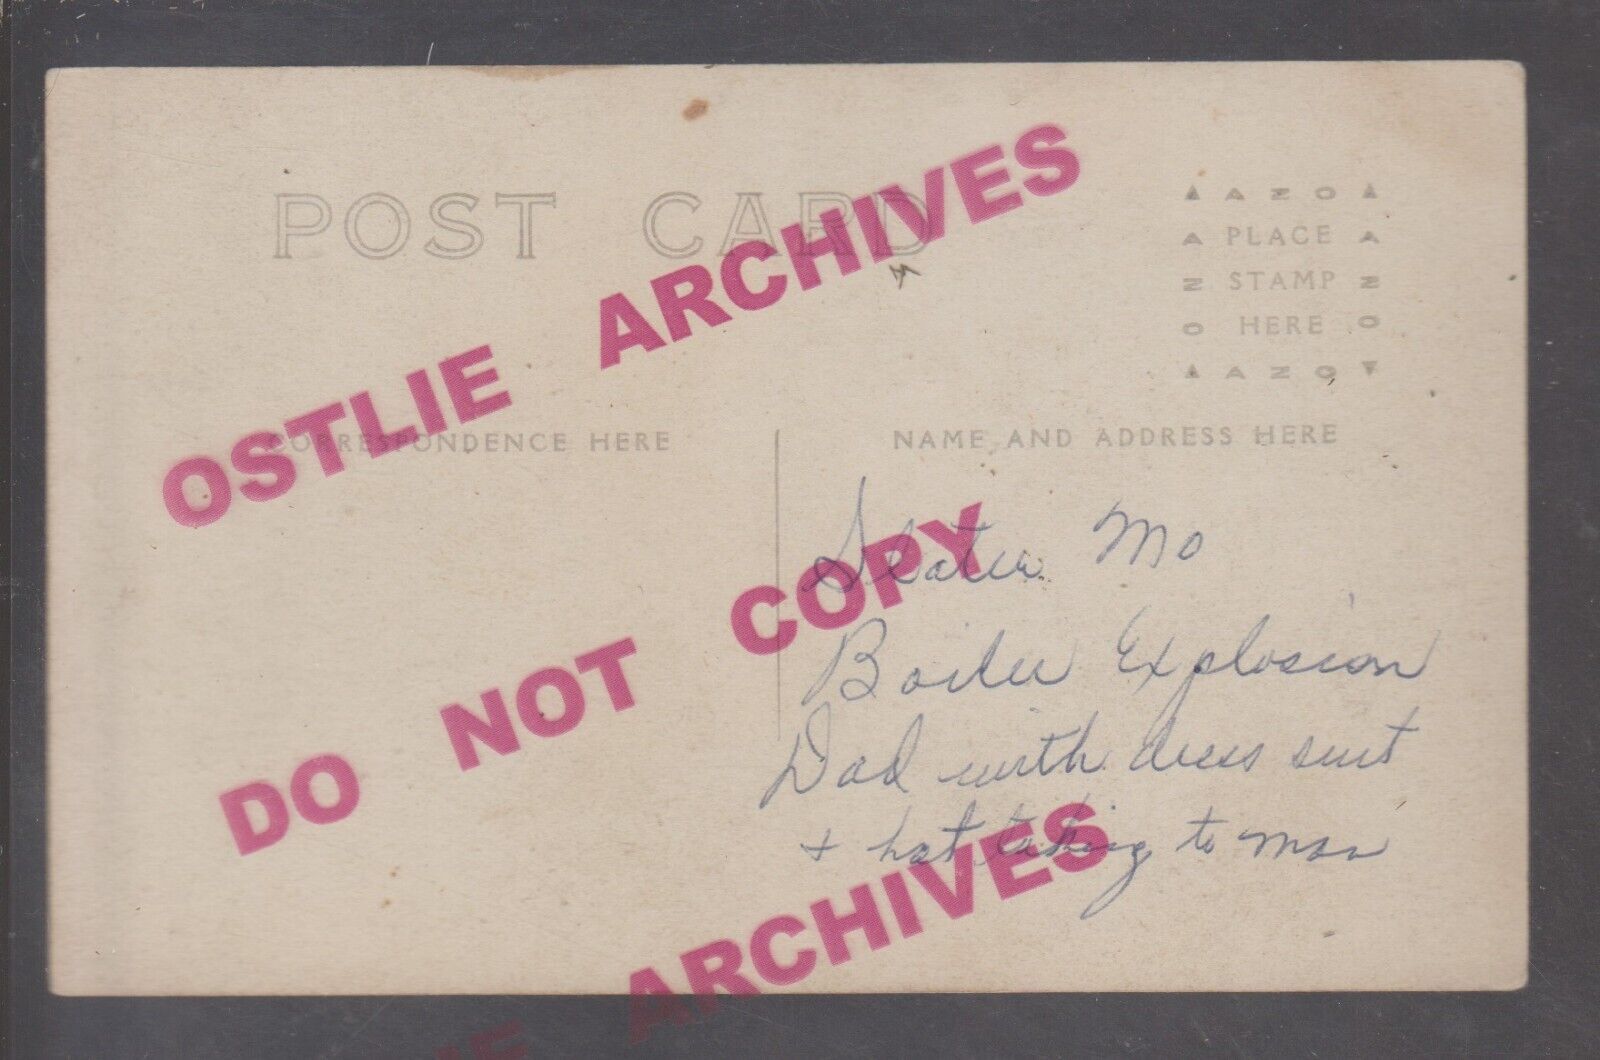 POST CARD
▲ A Z O ▲
A PLACE A
N STAMP N
O HERE O
▲ A Z O ▼
CORRESPONDENCE HERE
NAME AND ADDRESS HERE
Slater Mo
Boiler Explosion
Dad with dress suit
+ hat talking to man
OSTLIE ARCHIVES
DO NOT COPY
ARCHIVES